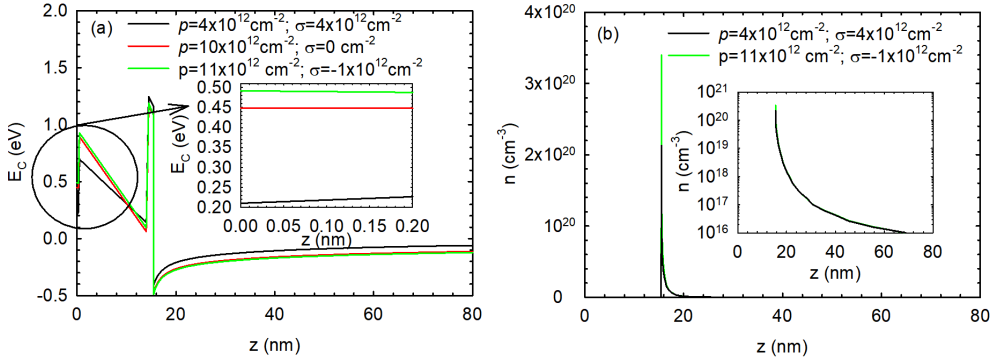 (a)
p=4x10¹²cm⁻²; σ=4x10¹²cm⁻²
p=10x10¹²cm⁻²; σ=0 cm⁻²
p=11x10¹² cm⁻²; σ=-1x10¹²cm⁻²
2.0
1.5
1.0
0.5
0.0
-0.5
E_C (eV)
0 20 40 60 80
z (nm)
0.50
0.45
0.40
0.35
0.30
0.25
0.20
E_C (eV)
0.00 0.05 0.10 0.15 0.20
z (nm)
(b)
p=4x10¹²cm⁻²; σ=4x10¹²cm⁻²
p=11x10¹² cm⁻²; σ=-1x10¹²cm⁻²
4x10²⁰
3x10²⁰
2x10²⁰
10²⁰
0
n (cm⁻³)
0 20 40 60 80
z (nm)
10²¹
10²⁰
10¹⁹
10¹⁸
10¹⁷
10¹⁶
n (cm⁻³)
0 20 40 60 80
z (nm)